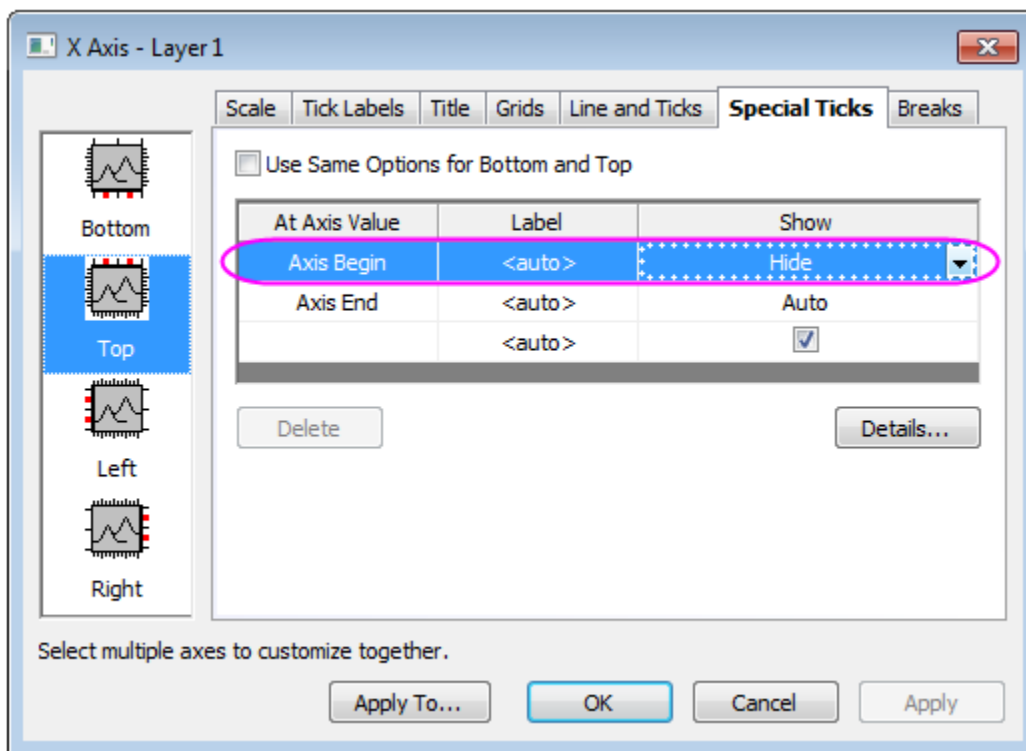 X Axis - Layer 1
Scale Tick Labels Title Grids Line and Ticks Special Ticks Breaks
Use Same Options for Bottom and Top
At Axis Value Label Show
Axis Begin <auto> Hide
Axis End <auto> Auto
<auto>
Delete Details...
Bottom
Top
Left
Right
Select multiple axes to customize together.
Apply To... OK Cancel Apply